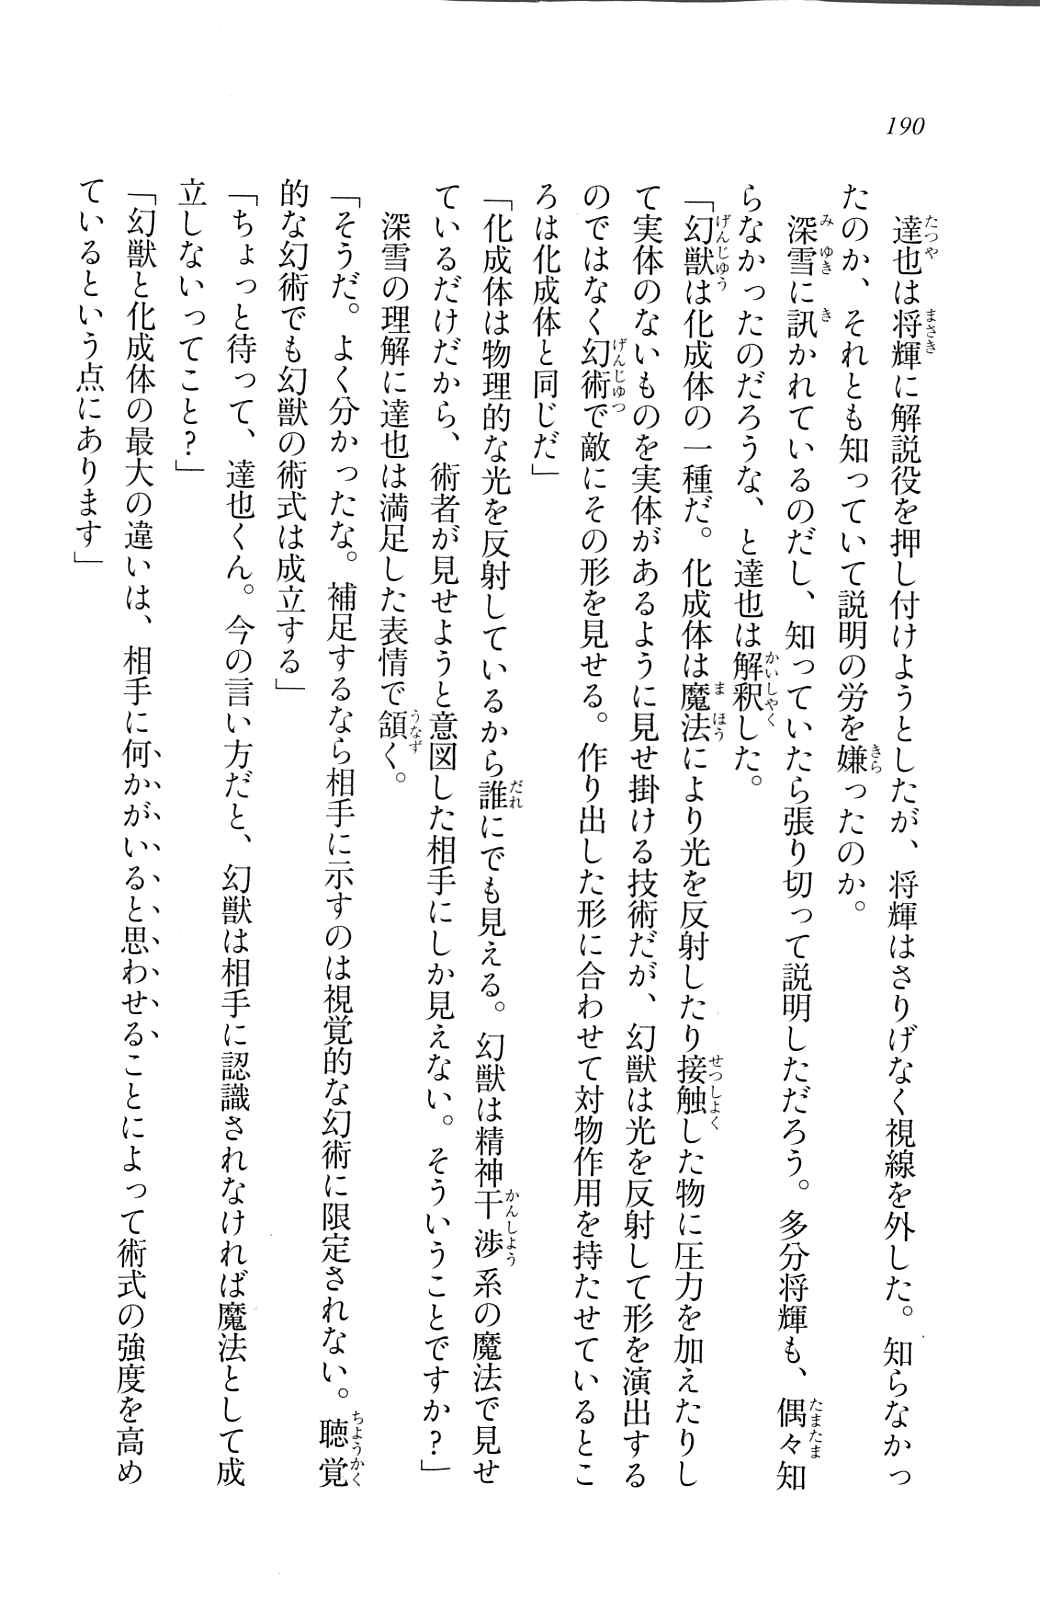 190
達也は将輝に解説役を押し付けようとしたが、将輝はさりげなく視線を外した。知らなかっ
たのか、それとも知っていて説明の労を嫌ったのか。
深雪に訊かれているのだし、知っていたら張り切って説明しただろう。多分将輝も、偶々知
らなかったのだろうな、と達也は解釈した。
「幻獣は化成体の一種だ。化成体は魔法により光を反射したり接触した物に圧力を加えたりし
て実体のないものを実体があるように見せ掛ける技術だが、幻獣は光を反射して形を演出する
のではなく幻術で敵にその形を見せる。作り出した形に合わせて対物作用を持たせているとこ
ろは化成体と同じだ」
「化成体は物理的な光を反射しているから誰にでも見える。幻獣は精神干渉系の魔法で見せ
ているだけだから、術者が見せようと意図した相手にしか見えない。そういうことですか？」
深雪の理解に達也は満足した表情で頷く。
「そうだ。よく分かったな。補足するなら相手に示すのは視覚的な幻術に限定されない。聴覚
的な幻術でも幻獣の術式は成立する」
「ちょっと待って、達也くん。今の言い方だと、幻獣は相手に認識されなければ魔法として成
立しないってこと？」
「幻獣と化成体の最大の違いは、相手に何かがいると思わせることによって術式の強度を高め
ているという点にあります」